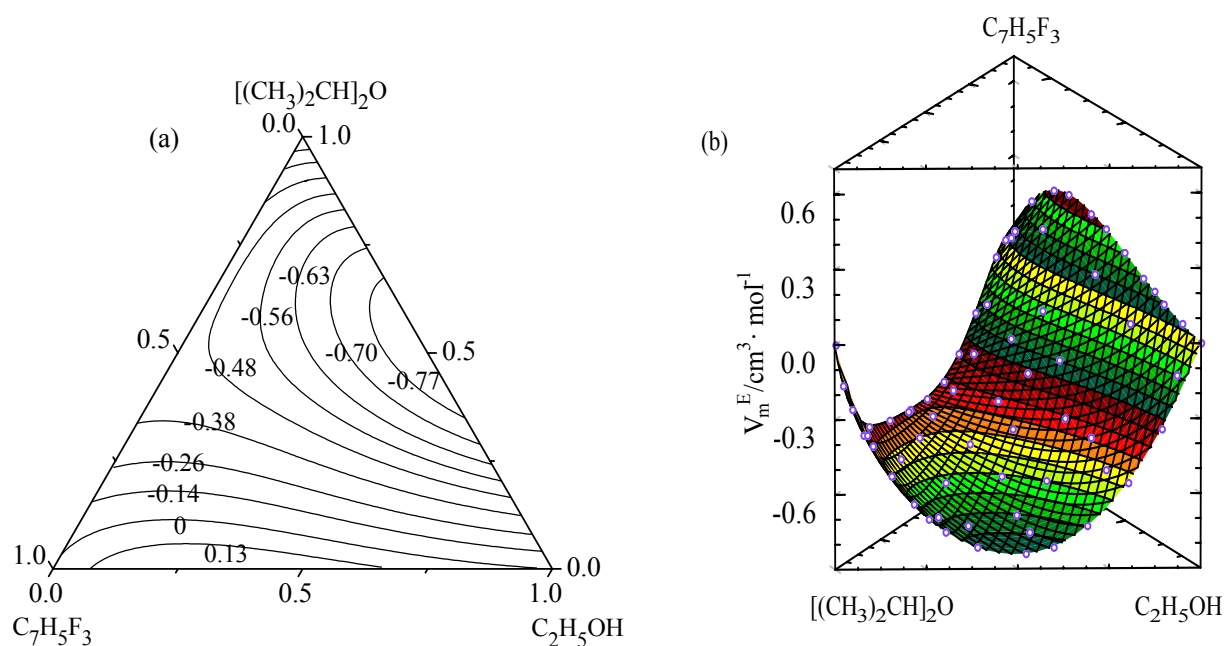 (a)
[(CH3)2CH]2O
0.0 1.0
-0.63
-0.56
-0.70
0.5 0.5
-0.48
-0.77
-0.38
-0.26
-0.14
0
0.13
1.0 0.0
0.0 0.5 1.0
C7H5F3 C2H5OH
(b)
C7H5F3
0.6
0.3
0.0
-0.3
-0.6
VmE/cm3· mol-1
[(CH3)2CH]2O C2H5OH